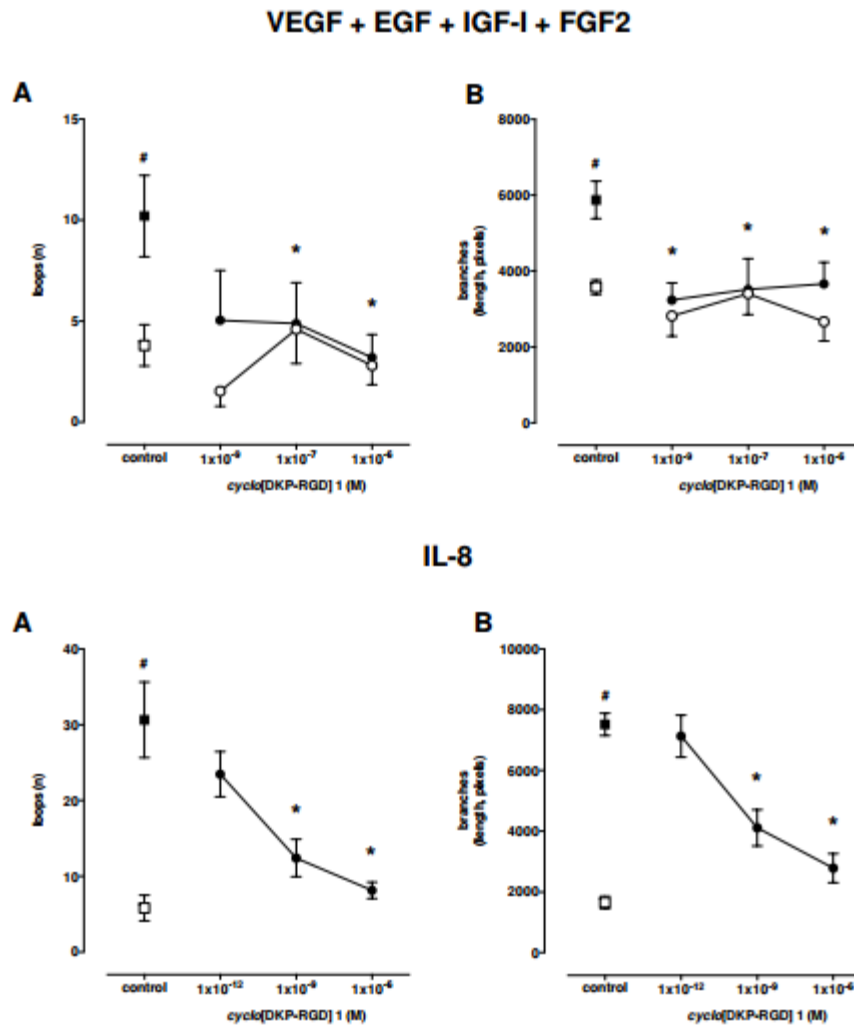 VEGF + EGF + IGF-I + FGF2
A
B
15
10
5
0
loops (n)
#
*
*
control
1x10⁻⁹
1x10⁻⁷
1x10⁻⁶
cyclo[DKP-RGD] 1 (M)
8000
6000
4000
2000
0
branches
(length, pixels)
#
*
*
*
control
1x10⁻⁹
1x10⁻⁷
1x10⁻⁶
cyclo[DKP-RGD] 1 (M)
IL-8
A
B
40
30
20
10
0
loops (n)
#
*
*
control
1x10⁻¹²
1x10⁻⁹
1x10⁻⁶
cyclo[DKP-RGD] 1 (M)
10000
8000
6000
4000
2000
0
branches
(length, pixels)
#
*
*
control
1x10⁻¹²
1x10⁻⁹
1x10⁻⁶
cyclo[DKP-RGD] 1 (M)